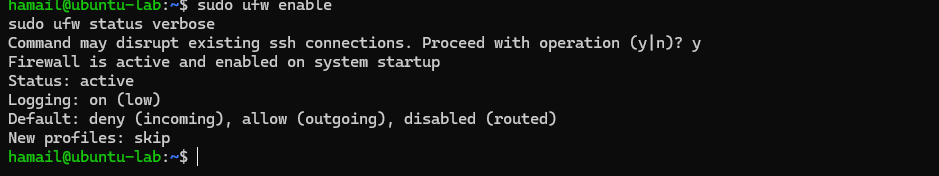 hamail@ubuntu-lab:~$ sudo ufw enable
sudo ufw status verbose
Command may disrupt existing ssh connections. Proceed with operation (y|n)? y
Firewall is active and enabled on system startup
Status: active
Logging: on (low)
Default: deny (incoming), allow (outgoing), disabled (routed)
New profiles: skip
hamail@ubuntu-lab:~$